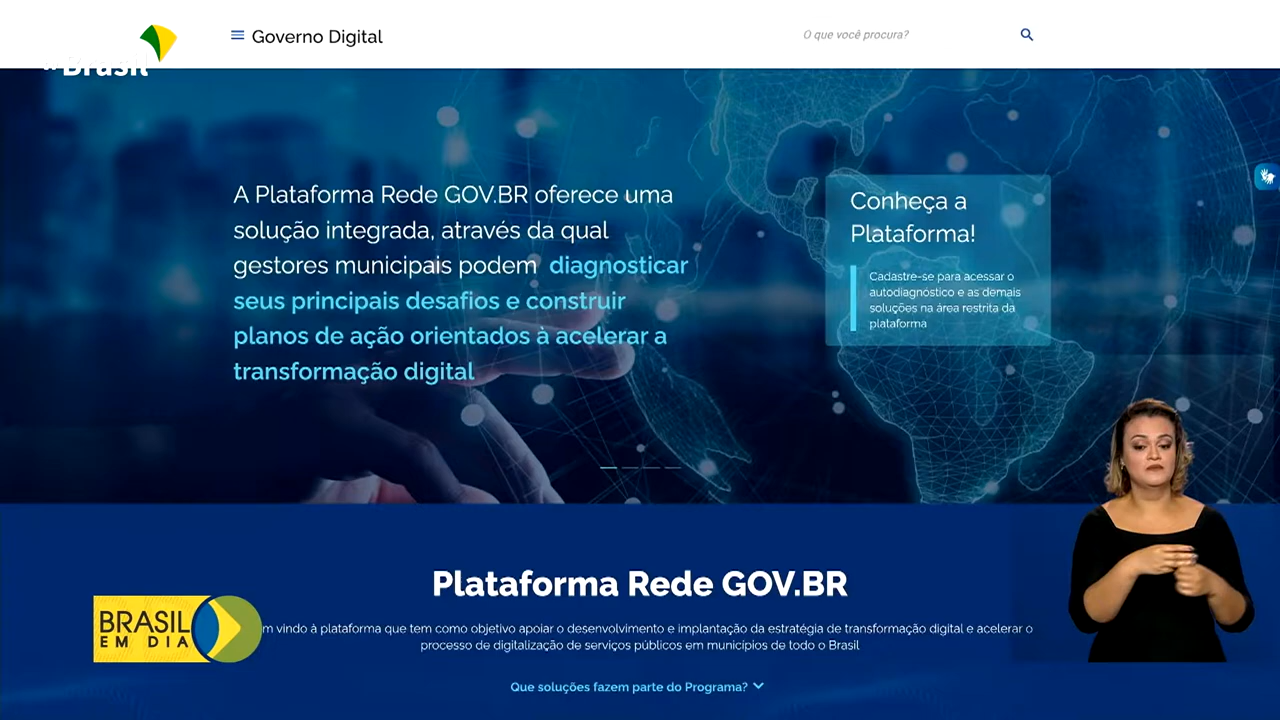 Governo Digital
O que você procura?
Brasil
A Plataforma Rede GOV.BR oferece uma
solução integrada, através da qual
gestores municipais podem diagnosticar
seus principais desafios e construir
planos de ação orientados à acelerar a
transformação digital
Conheça a
Plataforma!
Cadastre-se para acessar o
autodiagnóstico e as demais
soluções na área restrita da
plataforma
Plataforma Rede GOV.BR
BRASIL
EM DIA
m vindo à plataforma que tem como objetivo apoiar o desenvolvimento e implantação da estratégia de transformação digital e acelerar o
processo de digitalização de serviços públicos em municípios de todo o Brasil
Que soluções fazem parte do Programa?